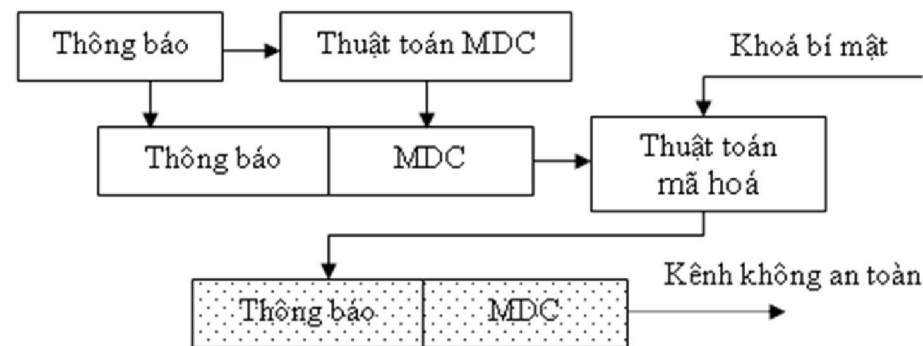 Thông báo
Thuật toán MDC
Khoá bí mật
Thông báo
MDC
Thuật toán
mã hoá
Kênh không an toàn
Thông báo
MDC